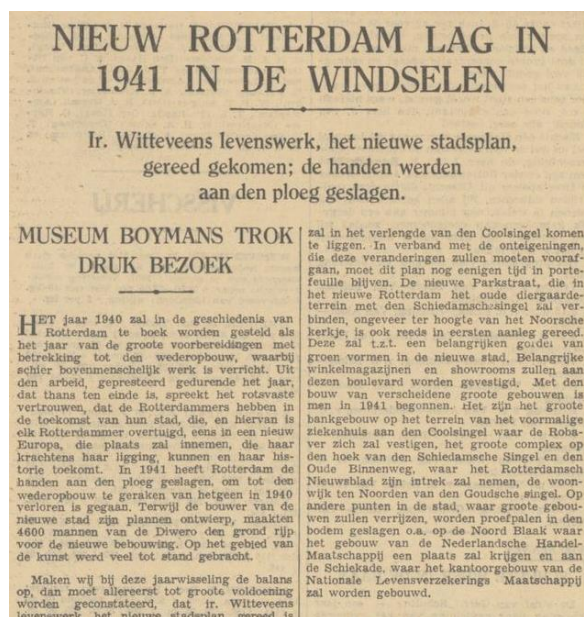 NIEUW ROTTERDAM LAG IN
1941 IN DE WINDSELEN
Ir. Witteveens levenswerk, het nieuwe stadsplan,
gereed gekomen; de handen werden
aan den ploeg geslagen.
MUSEUM BOYMANS TROK
DRUK BEZOEK
HET jaar 1940 zal in de geschiedenis van
Rotterdam te boek worden gesteld als
het jaar van de groote voorbereidingen met
betrekking tot den wederopbouw, waarbij
schier bovenmenschelijk werk is verricht. Uit
den arbeid, gepresteerd gedurende het jaar,
dat thans ten einde is, spreekt het rotsvaste
vertrouwen, dat de Rotterdammers hebben in
de toekomst van hun stad, die, en hiervan is
elk Rotterdammer overtuigd, eens in een nieuw
Europa, die plaats zal innemen, die haar
krachtens haar ligging, kunnen en haar his-
torie toekomt. In 1941 heeft Rotterdam de
handen aan den ploeg geslagen, om tot den
wederopbouw te geraken van hetgeen in 1940
verloren is gegaan. Terwijl de bouwer van de
nieuwe stad zijn plannen ontwierp, maakten
4600 mannen van de Diwero den grond rijp
voor de nieuwe bebouwing. Op het gebied van
de kunst werd veel tot stand gebracht.
Maken wij bij deze jaarwisseling de balans
op, dan moet allereerst tot groote voldoening
worden geconstateerd, dat ir. Witteveens
levenswerk, het nieuwe stadsplan, gereed is
zal in het verlengde van den Coolsingel komen
te liggen. In verband met de onteigeningen,
die deze veranderingen zullen moeten vooraf-
gaan, moet dit plan nog eenigen tijd in porte-
feuille blijven. De nieuwe Parkstraat, die in
het nieuwe Rotterdam het oude diergaarde-
terrein met den Schiedamschesingel zal ver-
binden, ongeveer ter hoogte van het Noorsche
kerkje, is ook reeds in eersten aanleg gereed.
Deze zal t.z.t. een belangrijken gordel van
groen vormen in de nieuwe stad. Belangrijke
winkelmagazijnen en showrooms zullen aan
dezen boulevard worden gevestigd. Met den
bouw van verscheidene groote gebouwen is
men in 1941 begonnen. Het zijn het groote
bankgebouw op het terrein van het voormalige
ziekenhuis aan den Coolsingel waar de Roba-
ver zich zal vestigen, het groote complex op
den hoek van den Schiedamsche Singel en den
Oude Binnenweg, waar het Rotterdamsch
Nieuwsblad zijn intrek zal nemen, de woon-
wijk ten Noorden van den Goudsche singel. Op
andere punten in de stad, waar groote gebou-
wen zullen verrijzen, worden proefpalen in den
bodem geslagen o.a. op de Noord Blaak waar
het gebouw van de Nederlandsche Handel-
Maatschappij een plaats zal krijgen en aan
de Schiekade, waar het kantoorgebouw van de
Nationale Levensverzekerings Maatschappij
zal worden gebouwd.